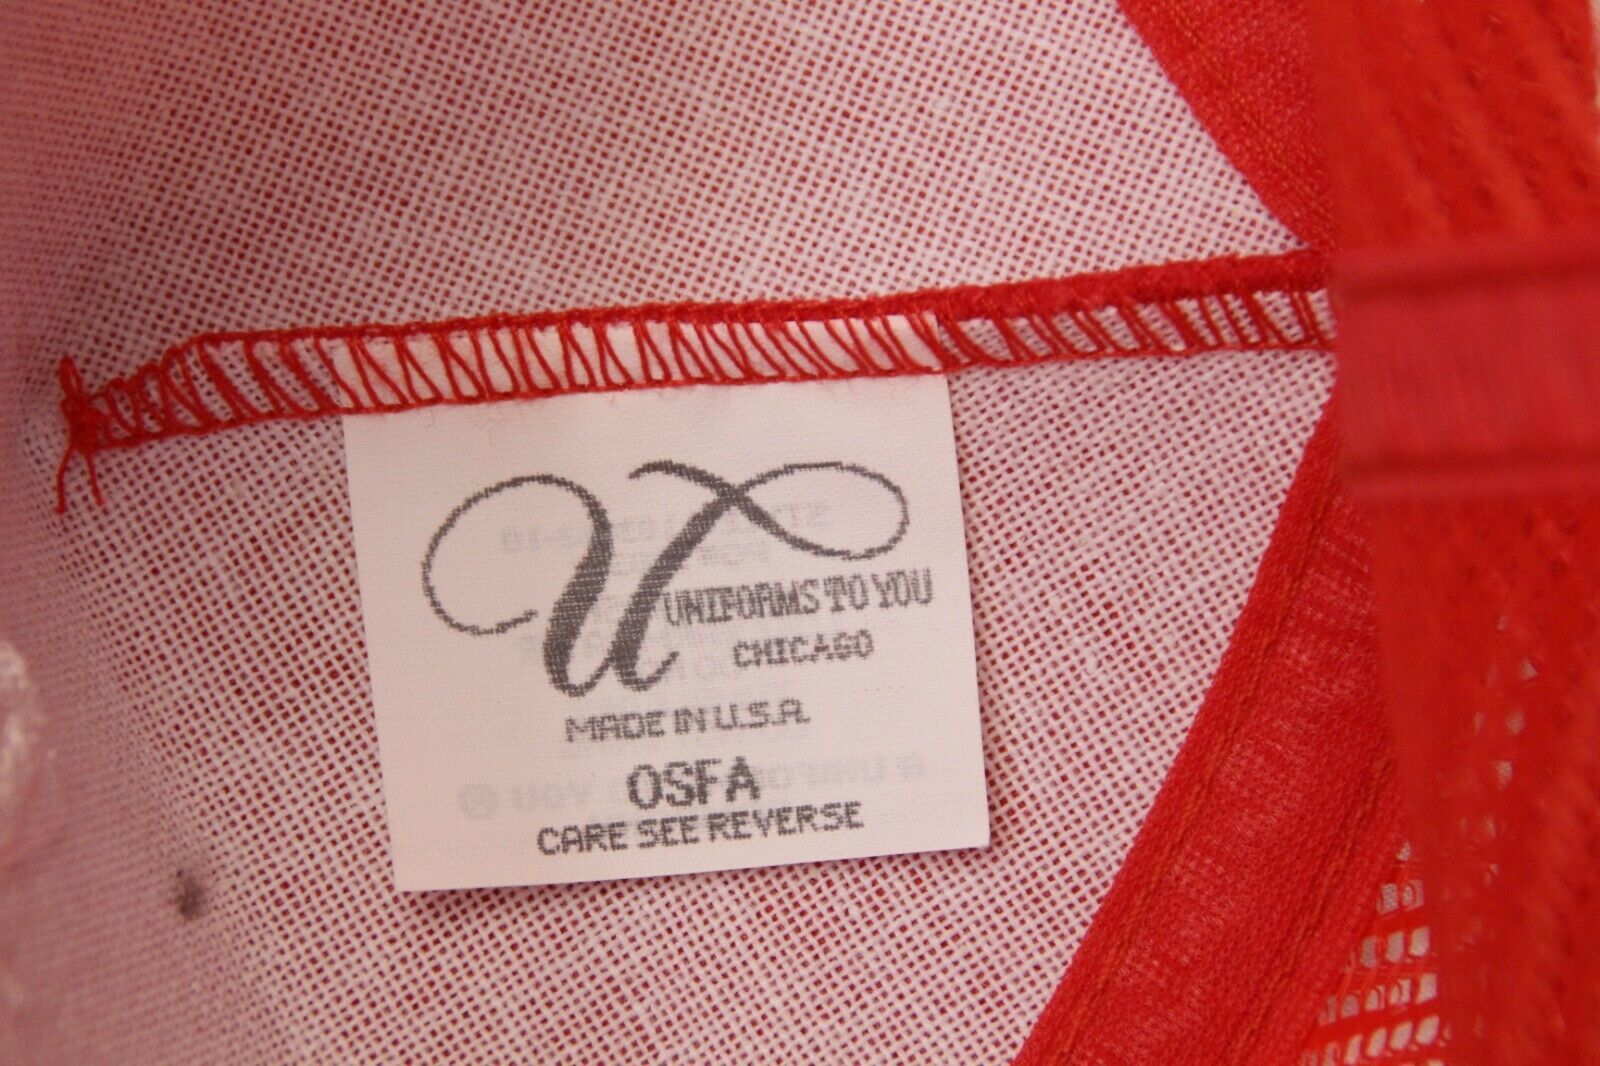 U
UNIFORMS TO YOU
CHICAGO
MADE IN U.S.A.
OSFA
CARE SEE REVERSE